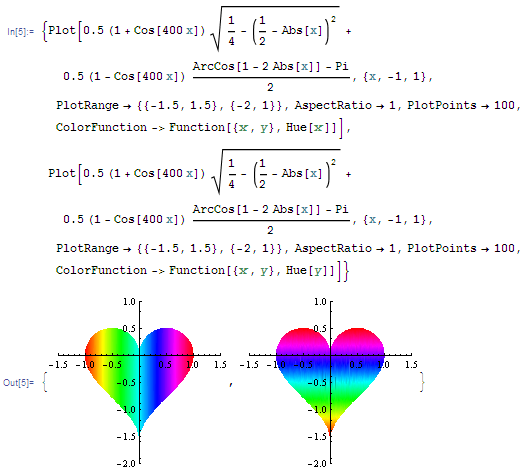 In[5]:= {Plot[0.5 (1 + Cos[400 x]) √(1/4 - (1/2 - Abs[x])^2) +
0.5 (1 - Cos[400 x]) (ArcCos[1 - 2 Abs[x]] - Pi)/2, {x, -1, 1},
PlotRange → {{-1.5, 1.5}, {-2, 1}}, AspectRatio → 1, PlotPoints → 100,
ColorFunction -> Function[{x, y}, Hue[x]]],
Plot[0.5 (1 + Cos[400 x]) √(1/4 - (1/2 - Abs[x])^2) +
0.5 (1 - Cos[400 x]) (ArcCos[1 - 2 Abs[x]] - Pi)/2, {x, -1, 1},
PlotRange → {{-1.5, 1.5}, {-2, 1}}, AspectRatio → 1, PlotPoints → 100,
ColorFunction -> Function[{x, y}, Hue[y]]]}
Out[5]= {
1.0
0.5
-1.5 -1.0 -0.5 0.5 1.0 1.5
-0.5
-1.0
-1.5
-2.0
,
1.0
0.5
-1.5 -1.0 -0.5 0.5 1.0 1.5
-0.5
-1.0
-1.5
-2.0
}